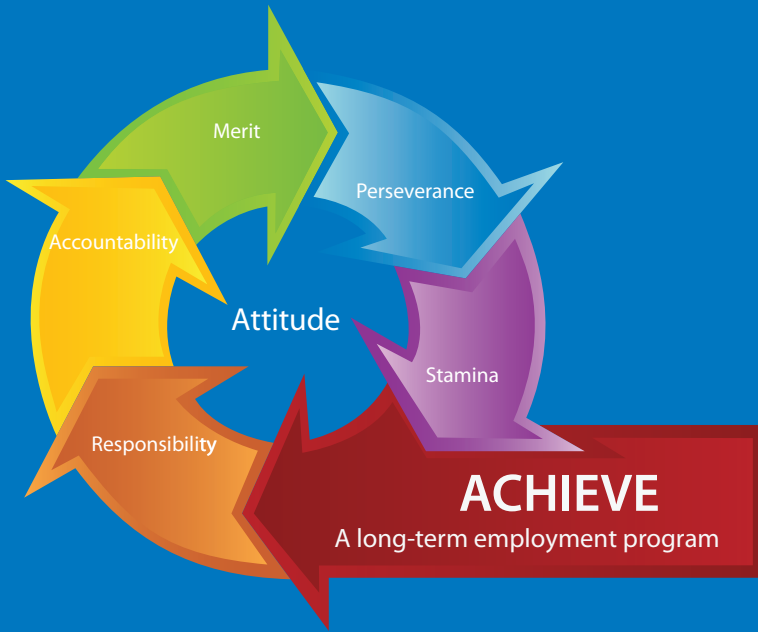 Merit
Perseverance
Accountability
Attitude
Stamina
Responsibility
ACHIEVE
A long-term employment program